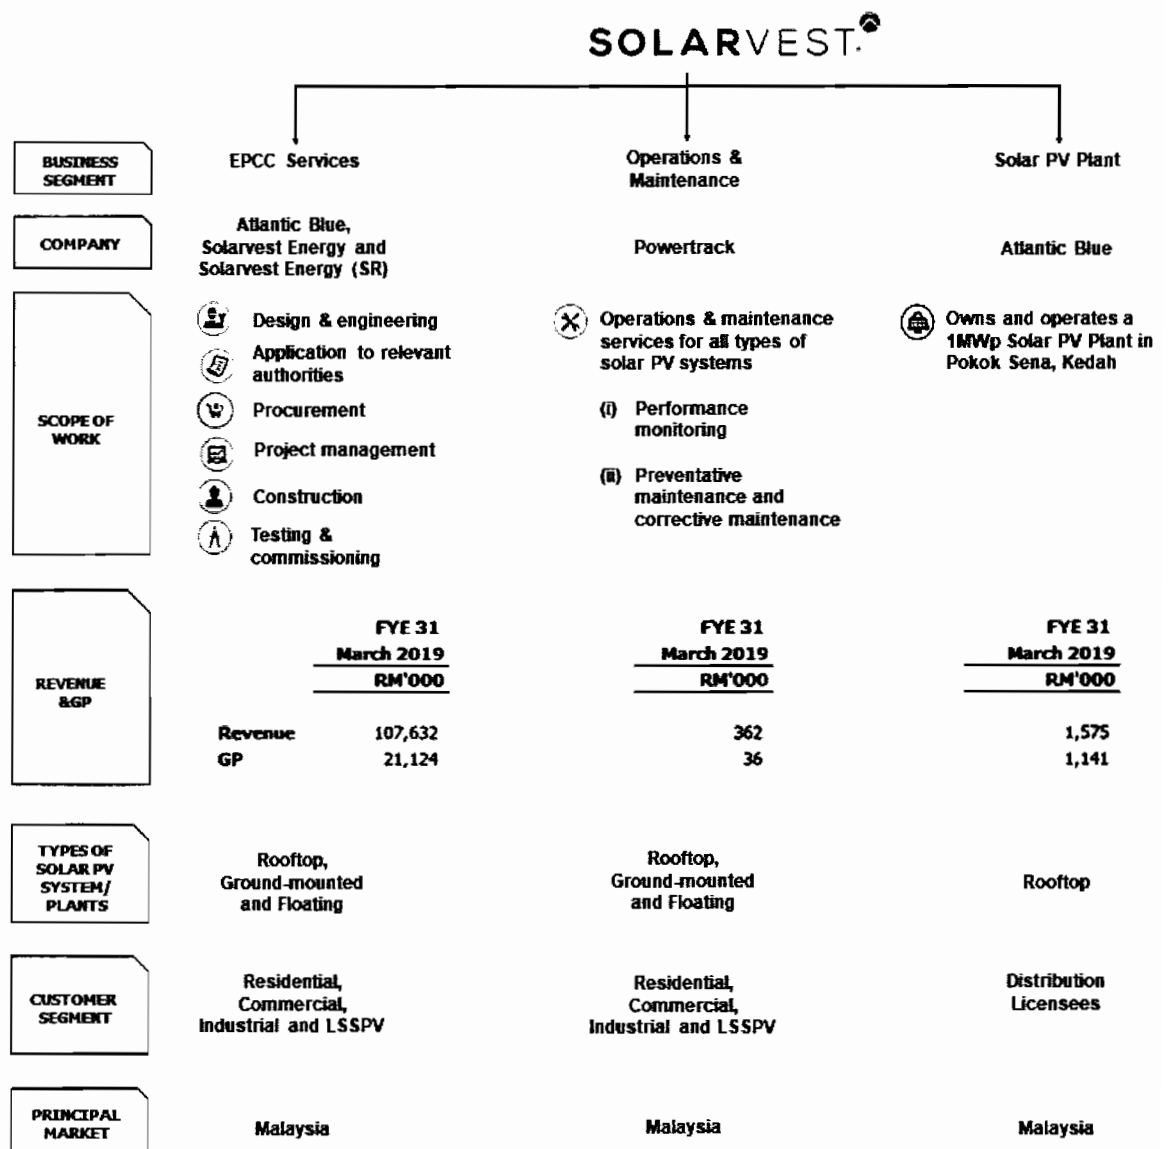 SOLARVEST.
BUSINESS
SEGMENT
EPCC Services
Operations &
Maintenance
Solar PV Plant
COMPANY
Atlantic Blue,
Solarvest Energy and
Solarvest Energy (SR)
Powertrack
Atlantic Blue
SCOPE OF
WORK
Design & engineering
Application to relevant
authorities
Procurement
Project management
Construction
Testing &
commissioning
Operations & maintenance
services for all types of
solar PV systems
(i) Performance
monitoring
(ii) Preventative
maintenance and
corrective maintenance
Owns and operates a
1MWp Solar PV Plant in
Pokok Sena, Kedah
REVENUE
&GP
FYE 31
March 2019
RM'000
Revenue 107,632
GP 21,124
FYE 31
March 2019
RM'000
362
36
FYE 31
March 2019
RM'000
1,575
1,141
TYPES OF
SOLAR PV
SYSTEM/
PLANTS
Rooftop,
Ground-mounted
and Floating
Rooftop,
Ground-mounted
and Floating
Rooftop
CUSTOMER
SEGMENT
Residential,
Commercial,
Industrial and LSSPV
Residential,
Commercial,
Industrial and LSSPV
Distribution
Licensees
PRINCIPAL
MARKET
Malaysia
Malaysia
Malaysia